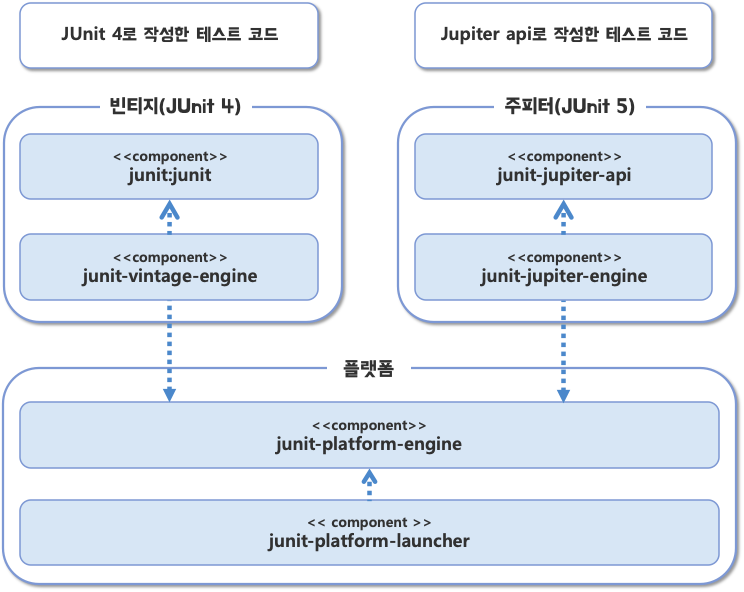 JUnit 4로 작성한 테스트 코드
Jupiter api로 작성한 테스트 코드
빈티지(JUnit 4)
<<component>>
junit:junit
<<component>>
junit-vintage-engine
주피터(JUnit 5)
<<component>>
junit-jupiter-api
<<component>>
junit-jupiter-engine
플랫폼
<<component>>
junit-platform-engine
<< component >>
junit-platform-launcher